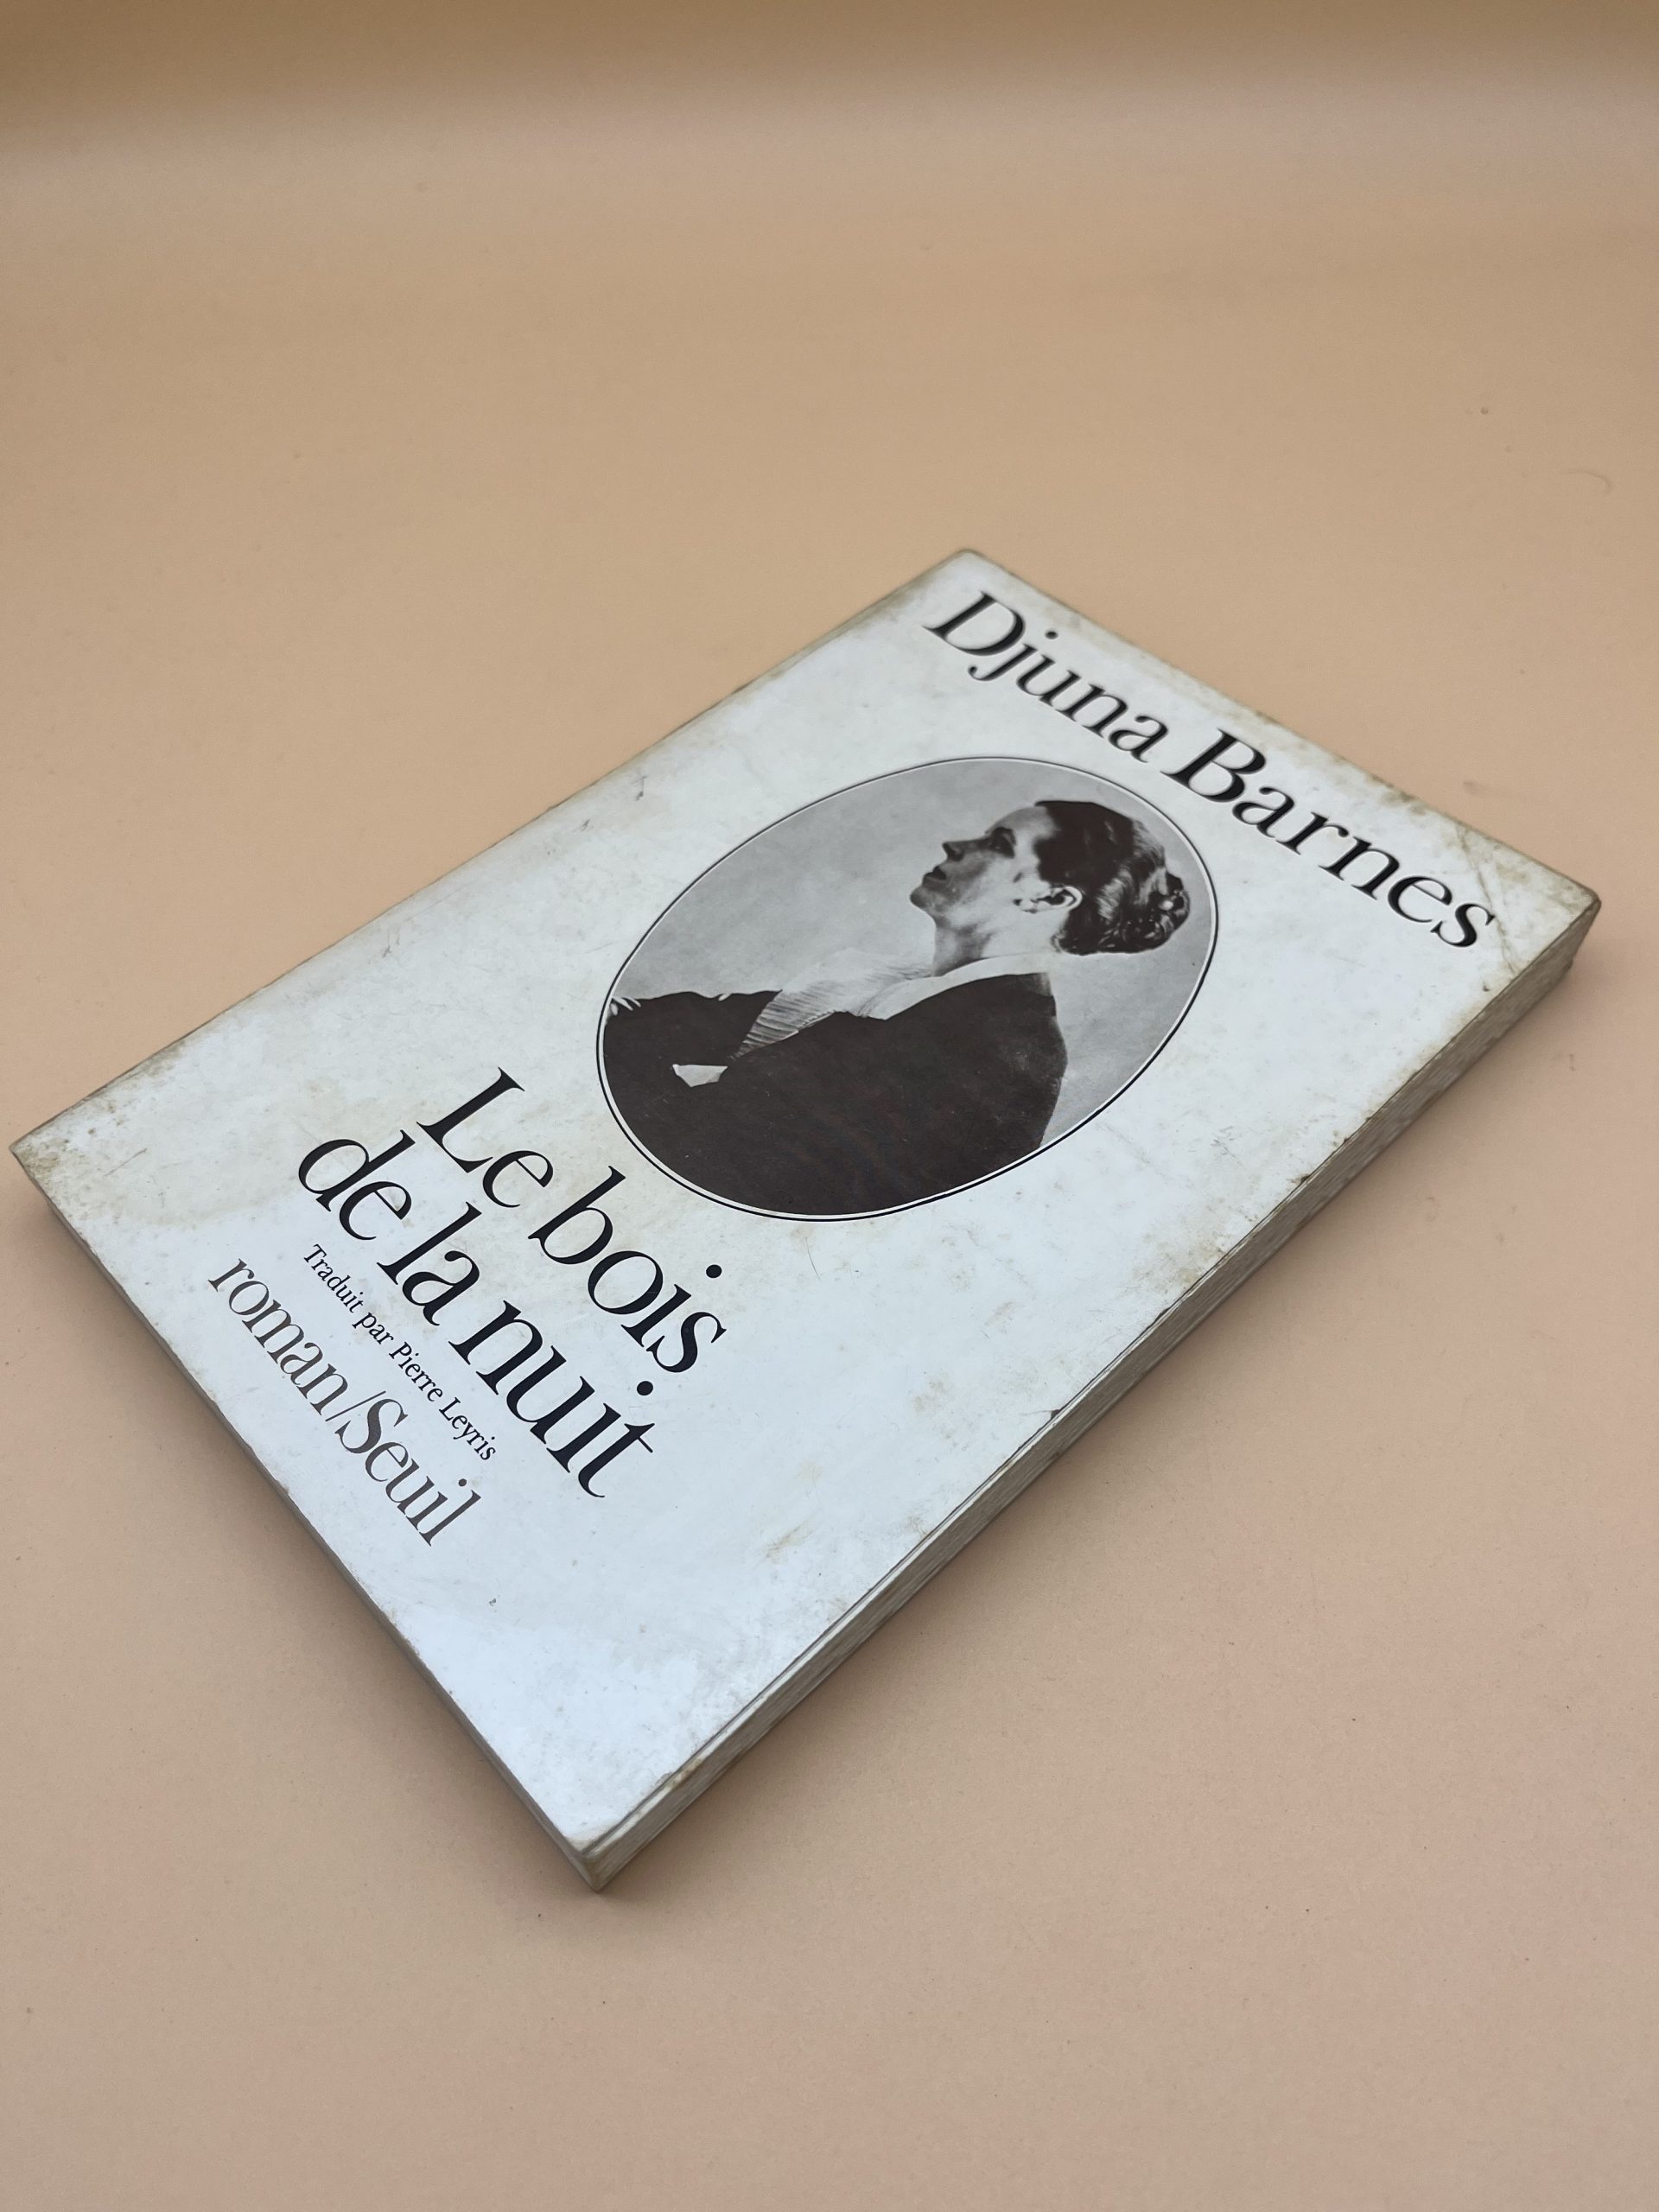 Djuna Barnes
Le bois
de la nuit
Traduit par Pierre Leyris
roman/Seuil